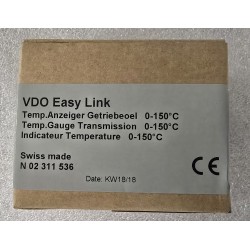 VDO Easy Link
Temp.Anzeiger Getriebeoel 0-150°C
Temp.Gauge Transmission 0-150°C
Indicateur Temperature 0-150°C
Swiss made
N 02 311 536
CE
Date: KW18/18